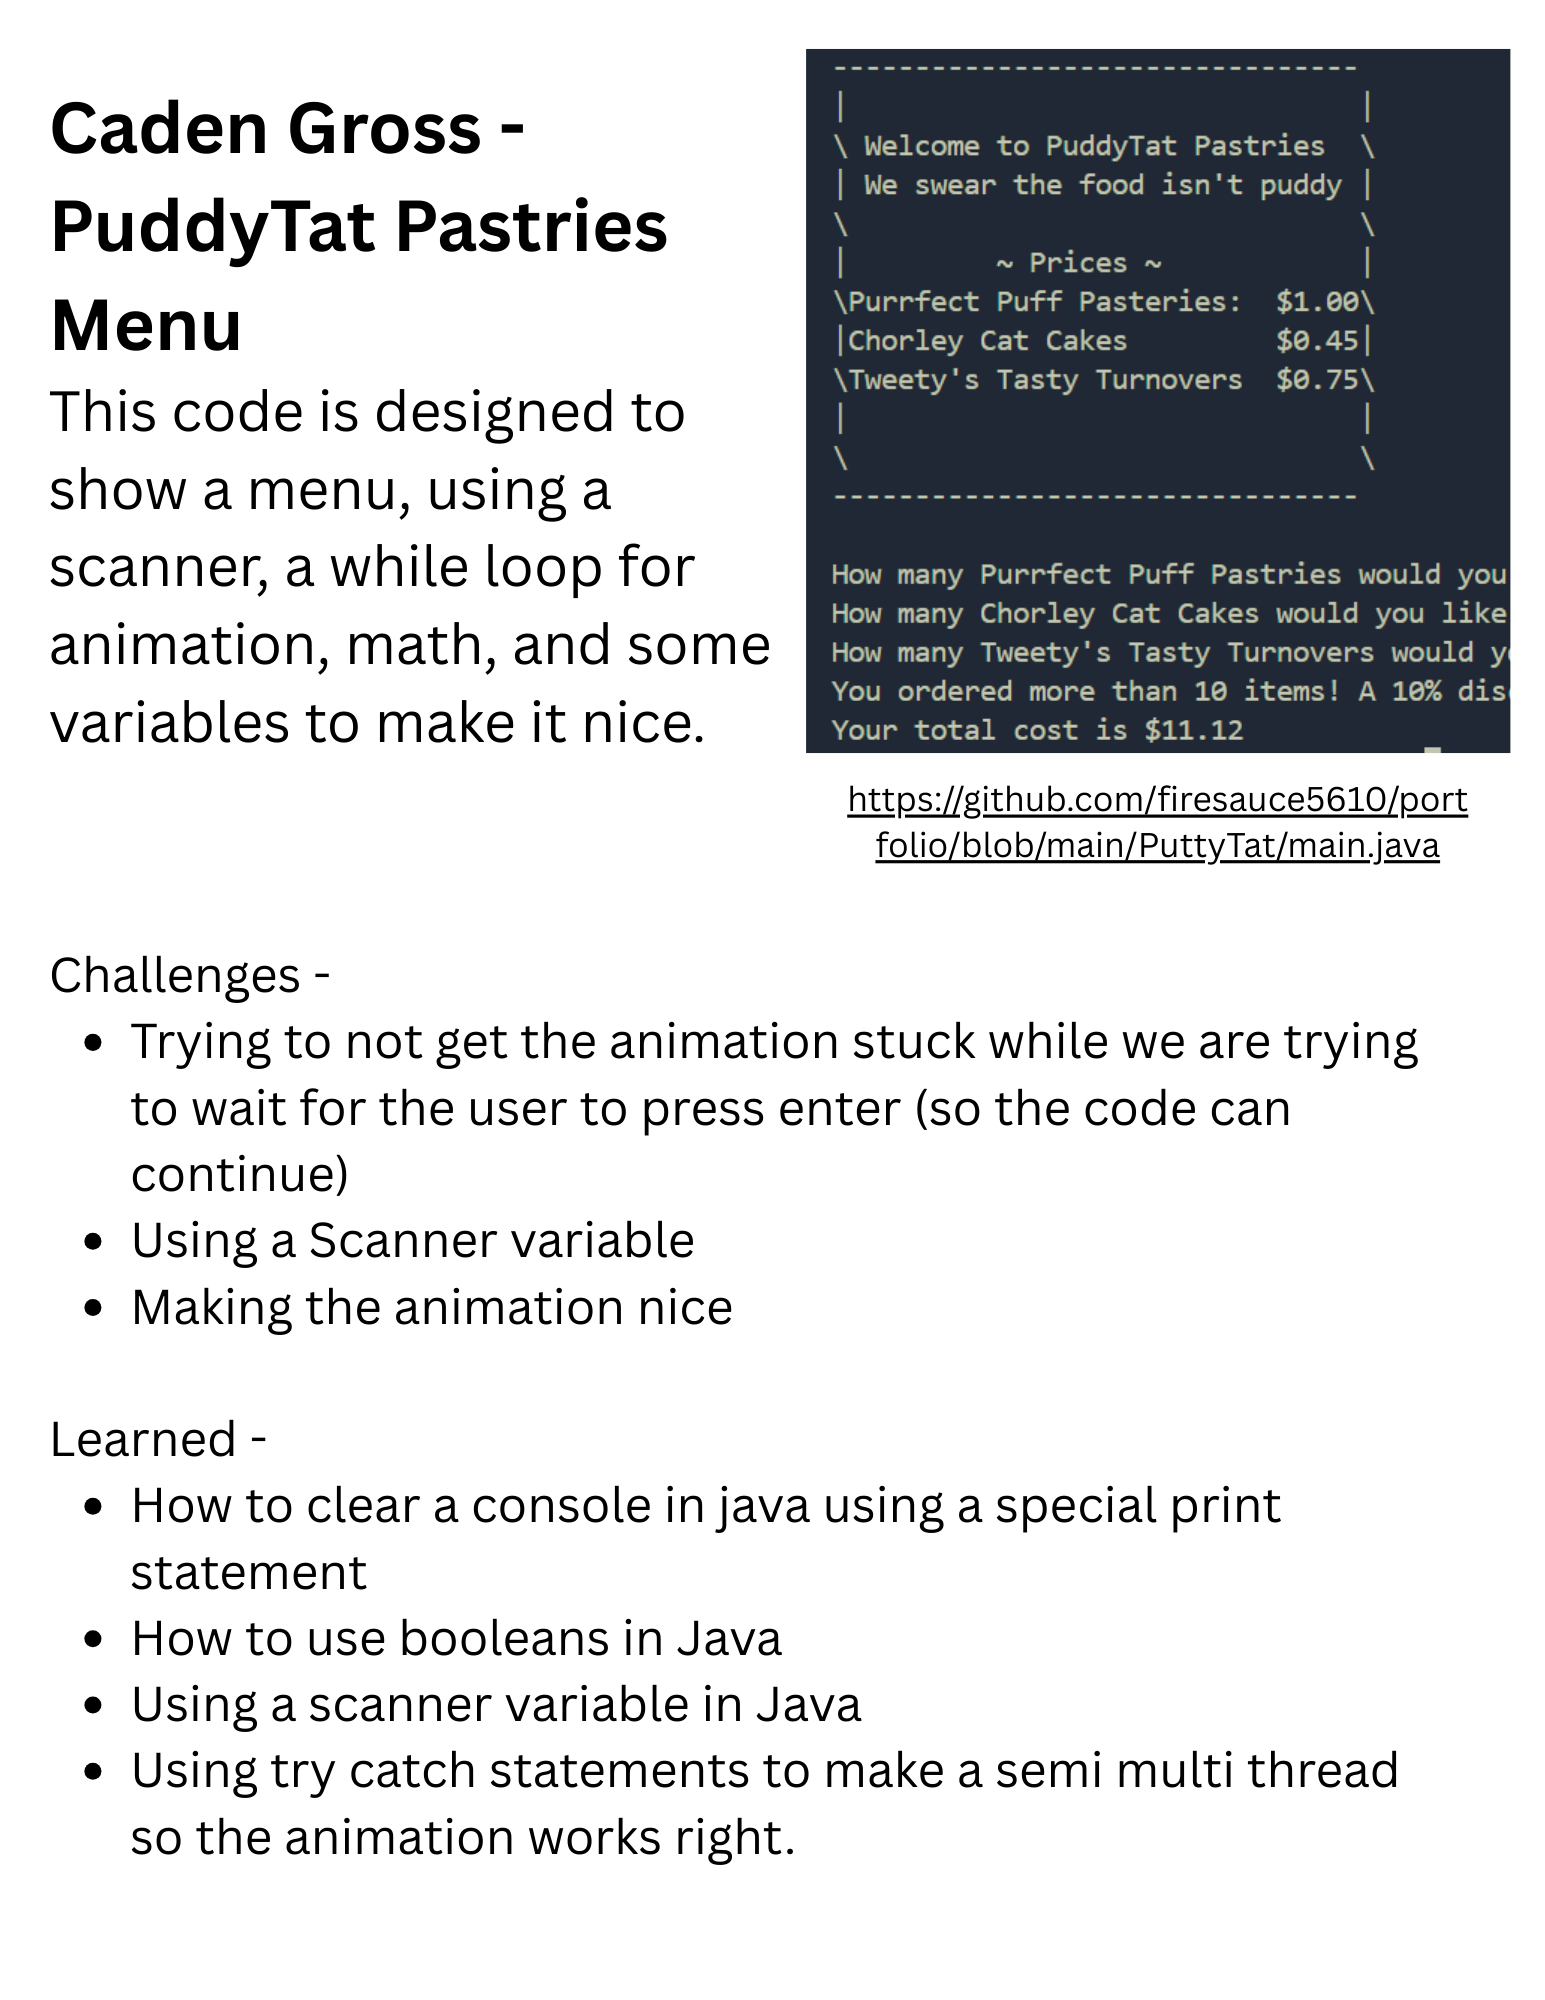 Caden Gross -
PuddyTat Pastries
Menu
This code is designed to
show a menu, using a
scanner, a while loop for
animation, math, and some
variables to make it nice.
--------------------------------
|                               |
\ Welcome to PuddyTat Pastries  \
| We swear the food isn't puddy |
\                               \
|         ~ Prices ~            |
\Purrfect Puff Pasteries:  $1.00\
|Chorley Cat Cakes         $0.45|
\Tweety's Tasty Turnovers  $0.75\
|                               |
\                               \
--------------------------------
How many Purrfect Puff Pastries would you
How many Chorley Cat Cakes would you like
How many Tweety's Tasty Turnovers would
You ordered more than 10 items! A 10%
Your total cost is $11.12
https://github.com/firesauce5610/port
folio/blob/main/PuttyTat/main.java
Challenges -
• Trying to not get the animation stuck while we are trying
to wait for the user to press enter (so the code can
continue)
• Using a Scanner variable
• Making the animation nice
Learned -
• How to clear a console in java using a special print
statement
• How to use booleans in Java
• Using a scanner variable in Java
• Using try catch statements to make a semi multi thread
so the animation works right.